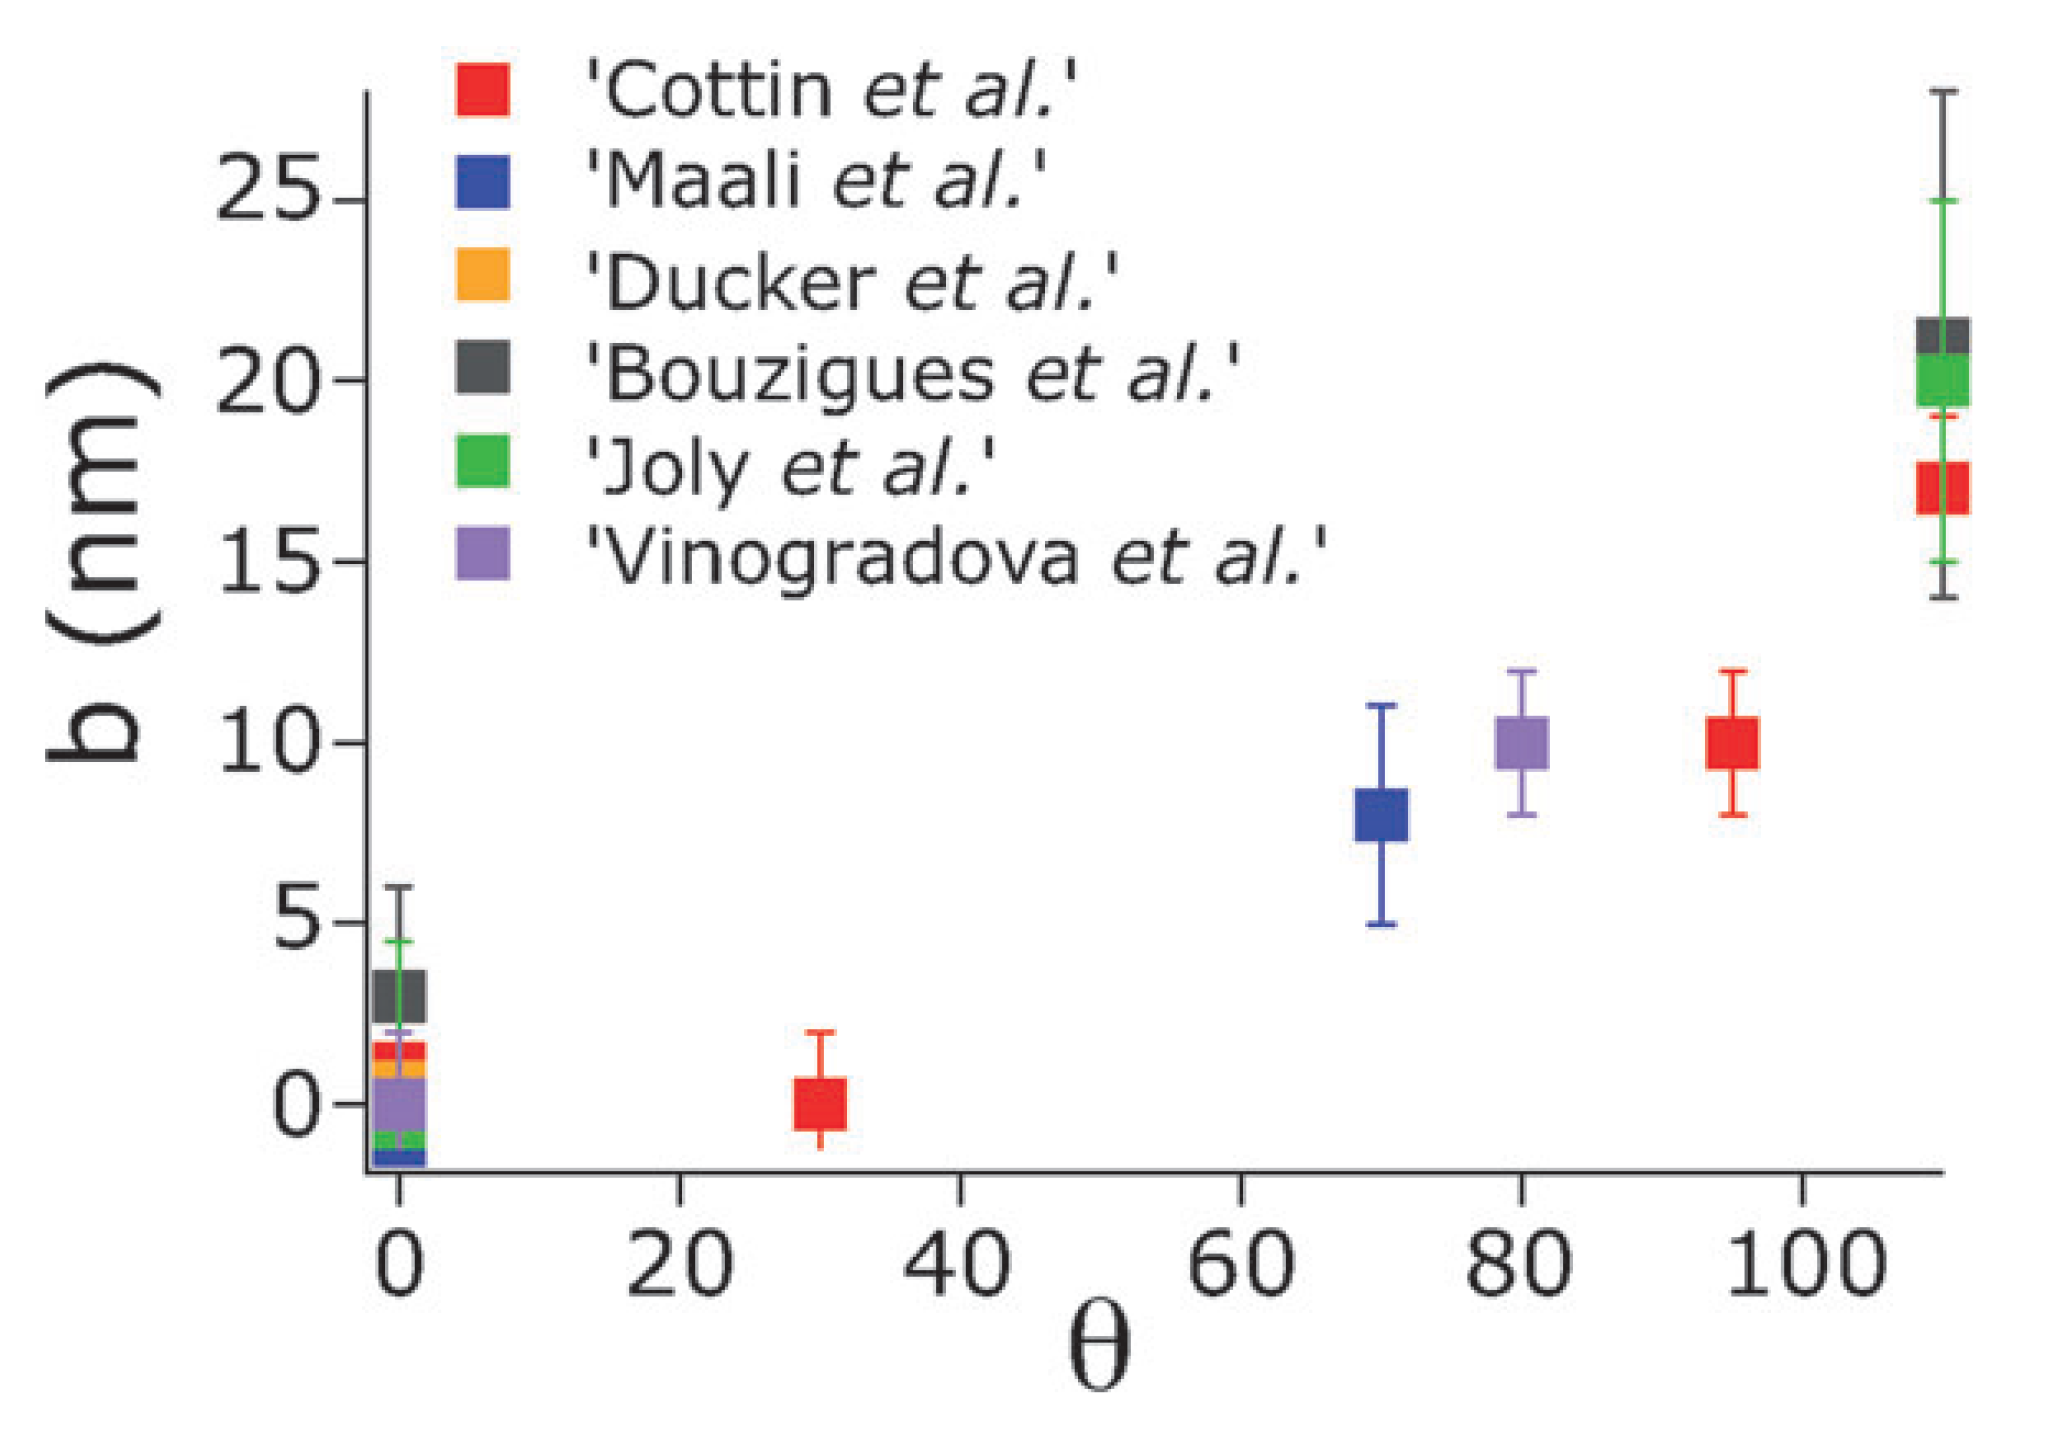 'Cottin et al.'
'Maali et al.'
'Ducker et al.'
'Bouzigues et al.'
'Joly et al.'
'Vinogradova et al.'
b (nm)
25
20
15
10
5
0
0 20 40 60 80 100
θ